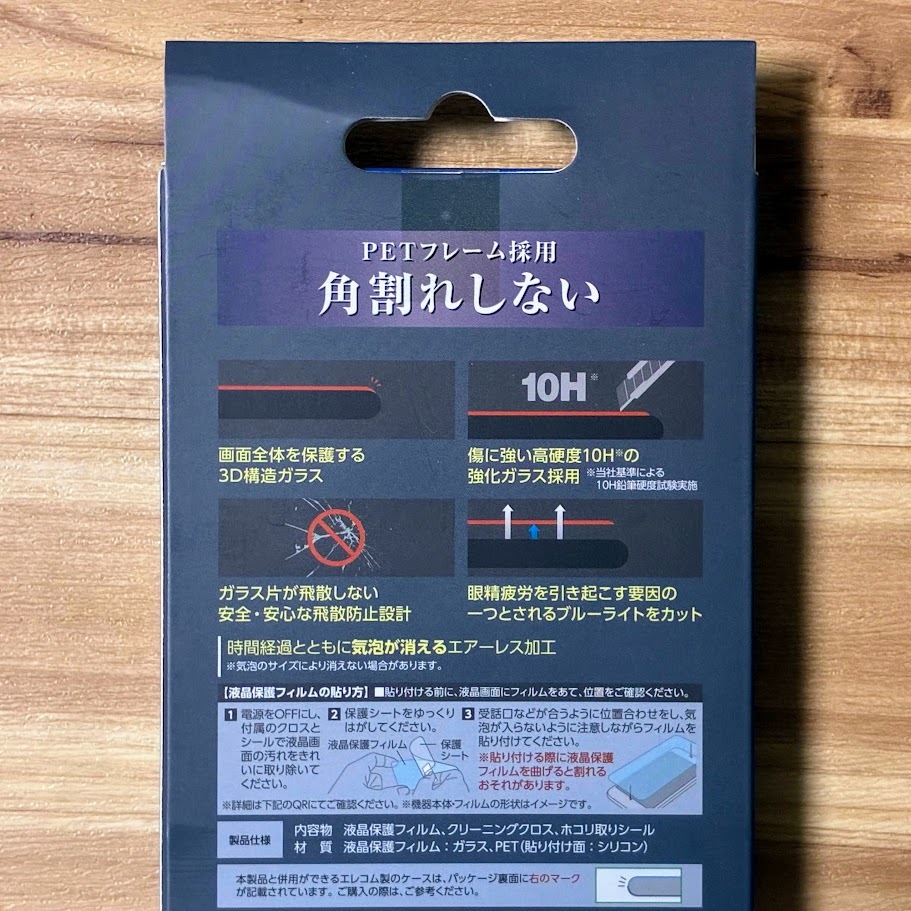 PETフレーム採用
角割れしない
10H※
画面全体を保護する
3D構造ガラス
傷に強い高硬度10H※の
強化ガラス採用 ※当社基準による
10H鉛筆硬度試験実施
ガラス片が飛散しない
安全・安心な飛散防止設計
眼精疲労を引き起こす要因の
一つとされるブルーライトをカット
時間経過とともに気泡が消えるエアーレス加工
※気泡のサイズにより消えない場合があります。
【液晶保護フィルムの貼り方】 ■貼り付ける前に、液晶画面にフィルムをあて、位置をご確認ください。
1 電源をOFFにし、
付属のクロスと
シールで液晶画
面の汚れをきれ
いに取り除いて
ください。
2 保護シートをゆっくり
はがしてください。
液晶保護フィルム
保護
シート
3 受話口などが合うように位置合わせをし、気
泡が入らないように注意しながらフィルムを
貼り付けてください。
※貼り付ける際に液晶保護
フィルムを曲げると割れる
おそれがあります。
※詳細は下記のQRにてご確認ください。※機器本体・フィルムの形状はイメージです。
製品仕様
内容物 液晶保護フィルム、クリーニングクロス、ホコリ取りシール
材 質 液晶保護フィルム：ガラス、PET（貼り付け面：シリコン）
本製品と併用ができるエレコム製のケースは、パッケージ裏面に右のマーク
が記載されています。ご購入の際は、ご参考ください。